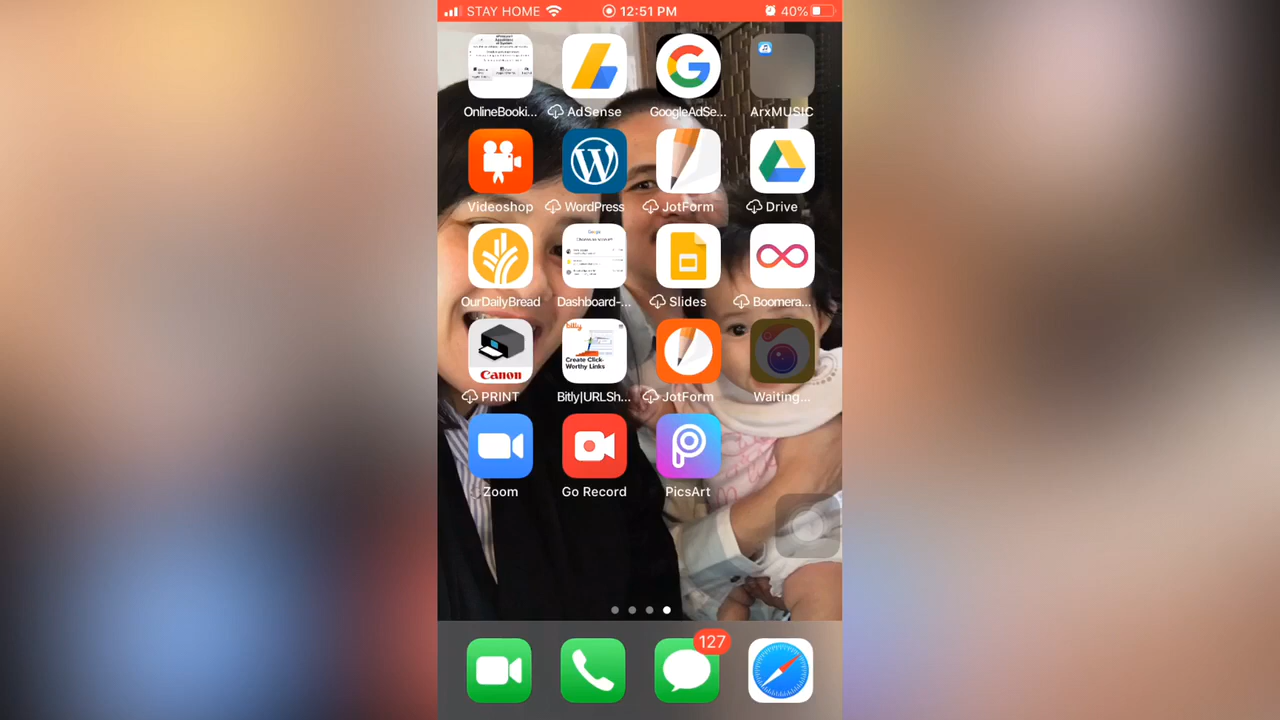 STAY HOME 12:51 PM 40%
OnlineBooki... AdSense GoogleAdSe... ArxMUSIC
Videoshop WordPress JotForm Drive
OurDailyBread Dashboard-... Slides Boomera...
Canon
bitly
Create Click-
Worthy Links
PRINT Bitly|URLSh... JotForm Waiting...
Zoom Go Record PicsArt
127